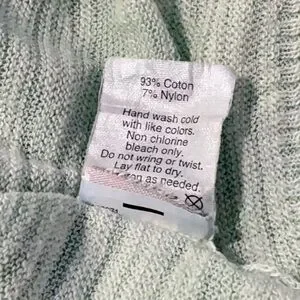 93% Coton
7% Nylon
Hand wash cold
with like colors.
Non chlorine
bleach only.
Do not wring or twist.
Lay flat to dry.
as needed.